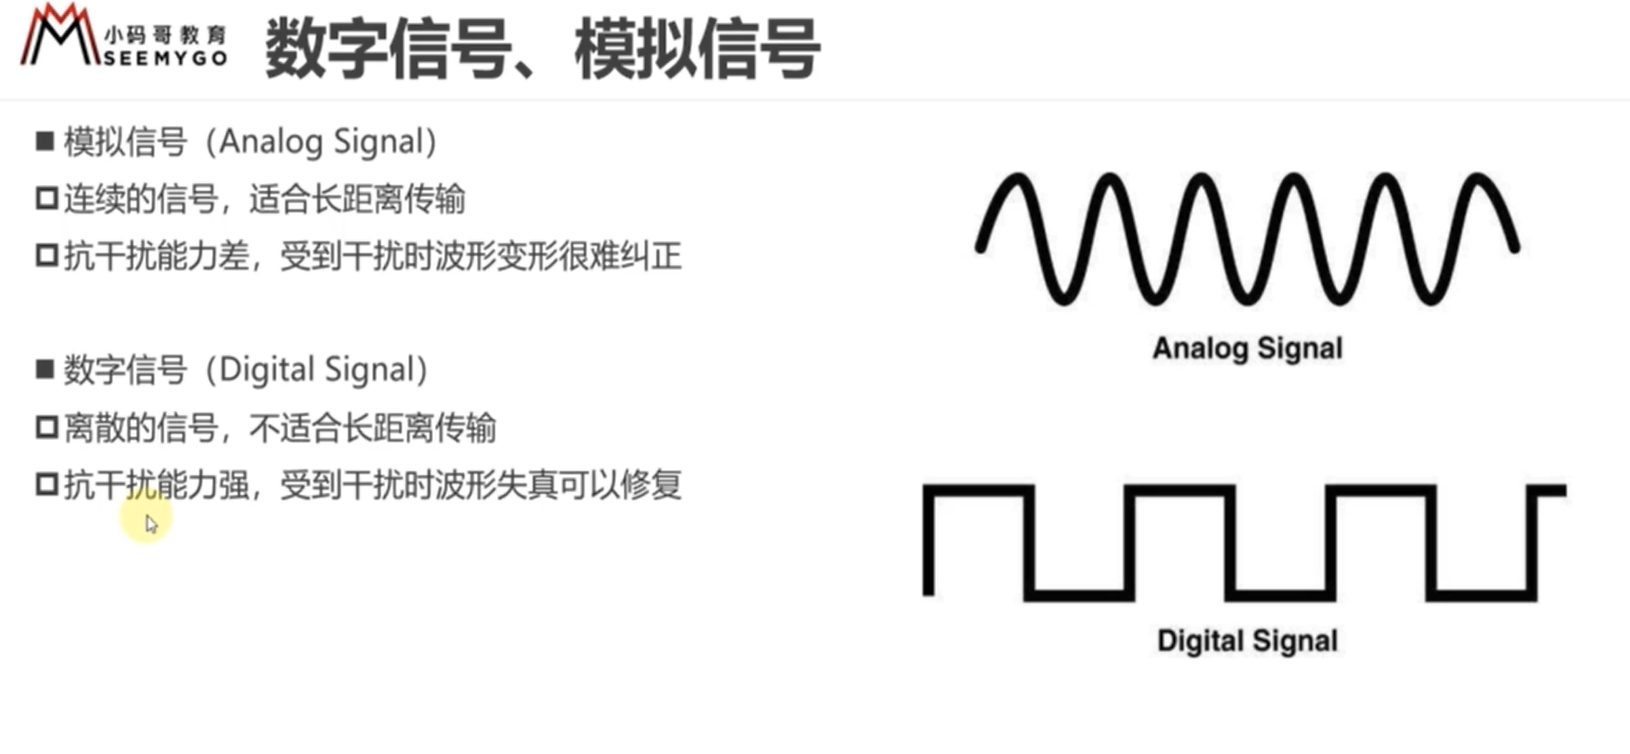 小码哥教育
SEEMYGO
数字信号、模拟信号
模拟信号（Analog Signal）
连续的信号，适合长距离传输
抗干扰能力差，受到干扰时波形变形很难纠正
Analog Signal
数字信号（Digital Signal）
离散的信号，不适合长距离传输
抗干扰能力强，受到干扰时波形失真可以修复
Digital Signal